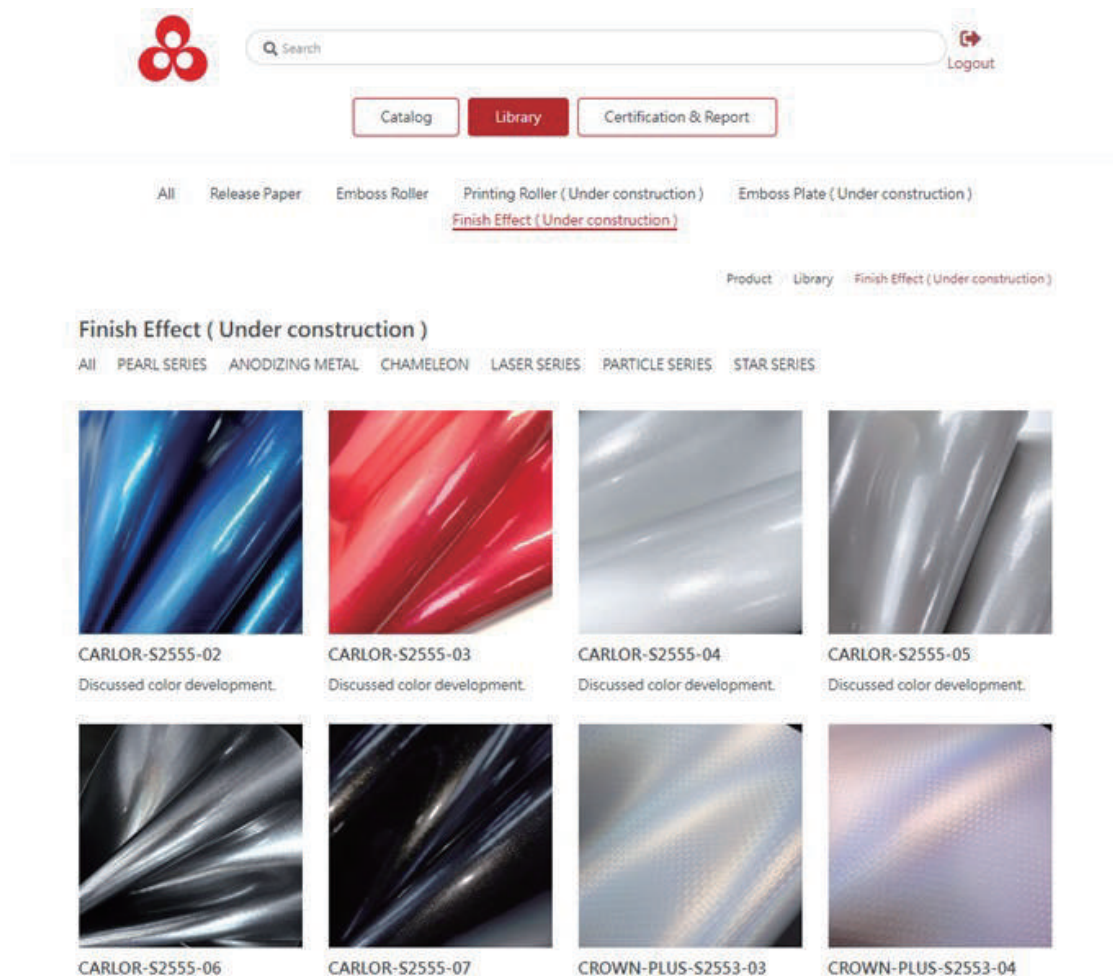 Search
Logout
Catalog
Library
Certification & Report
All
Release Paper
Emboss Roller
Printing Roller ( Under construction )
Emboss Plate ( Under construction )
Finish Effect ( Under construction )
Product
Library
Finish Effect ( Under construction )
Finish Effect ( Under construction )
All
PEARL SERIES
ANODIZING METAL
CHAMELEON
LASER SERIES
PARTICLE SERIES
STAR SERIES
CARLOR-S2555-02
CARLOR-S2555-03
CARLOR-S2555-04
CARLOR-S2555-05
Discussed color development.
Discussed color development.
Discussed color development.
Discussed color development.
CARLOR-S2555-06
CARLOR-S2555-07
CROWN-PLUS-S2553-03
CROWN-PLUS-S2553-04